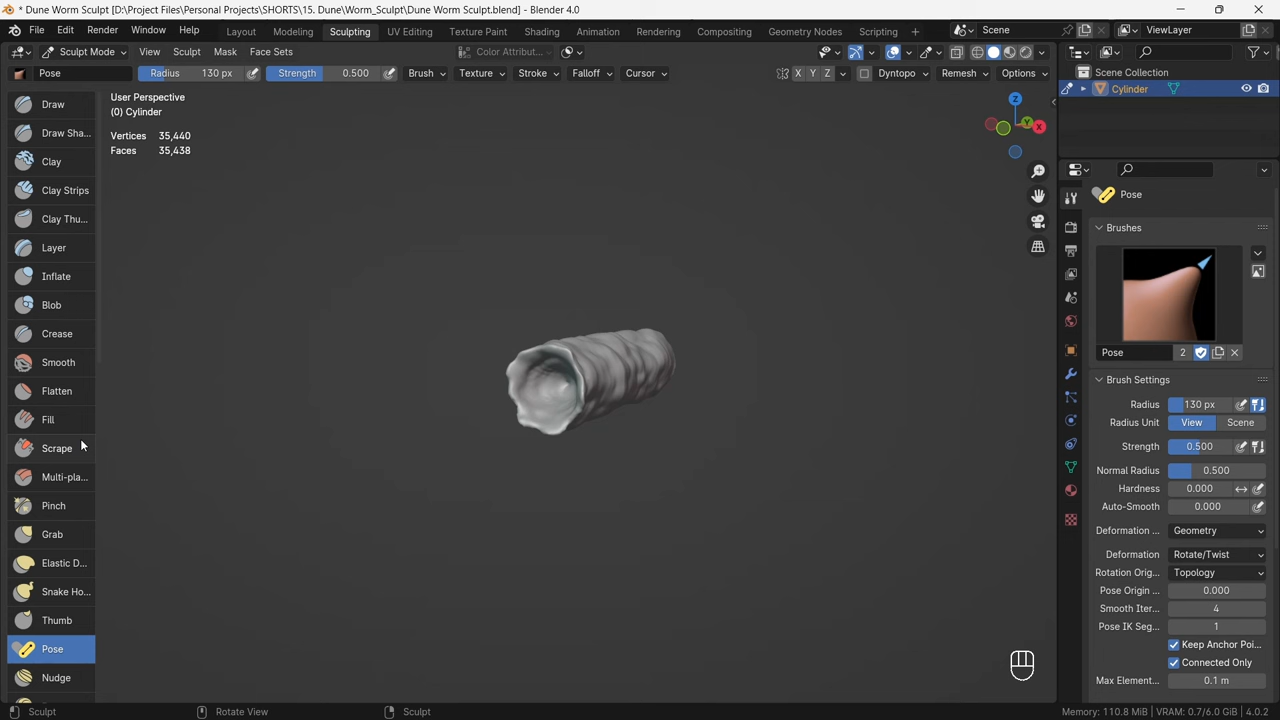 * Dune Worm Sculpt [D:\Project Files\Personal Projects\SHORTS\15. Dune\Worm_Sculpt\Dune Worm Sculpt.blend] - Blender 4.0
File Edit Render Window Help Layout Modeling Sculpting UV Editing Texture Paint Shading Animation Rendering Compositing Geometry Nodes Scripting + Scene ViewLayer
Sculpt Mode View Sculpt Mask Face Sets Color Attribut...
Pose Radius 130 px Strength 0.500 Brush Texture Stroke Falloff Cursor X Y Z Dyntopo Remesh Options
Scene Collection
Cylinder
User Perspective
(0) Cylinder
Vertices 35,440
Faces 35,438
Z
Y
X
Draw
Draw Sha...
Clay
Clay Strips
Clay Thu...
Layer
Inflate
Blob
Crease
Smooth
Flatten
Fill
Scrape
Multi-pla...
Pinch
Grab
Elastic D...
Snake Ho...
Thumb
Pose
Nudge
Pose
Brushes
Pose 2
Brush Settings
Radius 130 px
Radius Unit View Scene
Strength 0.500
Normal Radius 0.500
Hardness 0.000
Auto-Smooth 0.000
Deformation ... Geometry
Deformation Rotate/Twist
Rotation Orig... Topology
Pose Origin ... 0.000
Smooth Iter... 4
Pose IK Seg... 1
Keep Anchor Poi...
Connected Only
Max Element... 0.1 m
Sculpt Rotate View Sculpt Memory: 110.8 MiB | VRAM: 0.7/6.0 GiB | 4.0.2